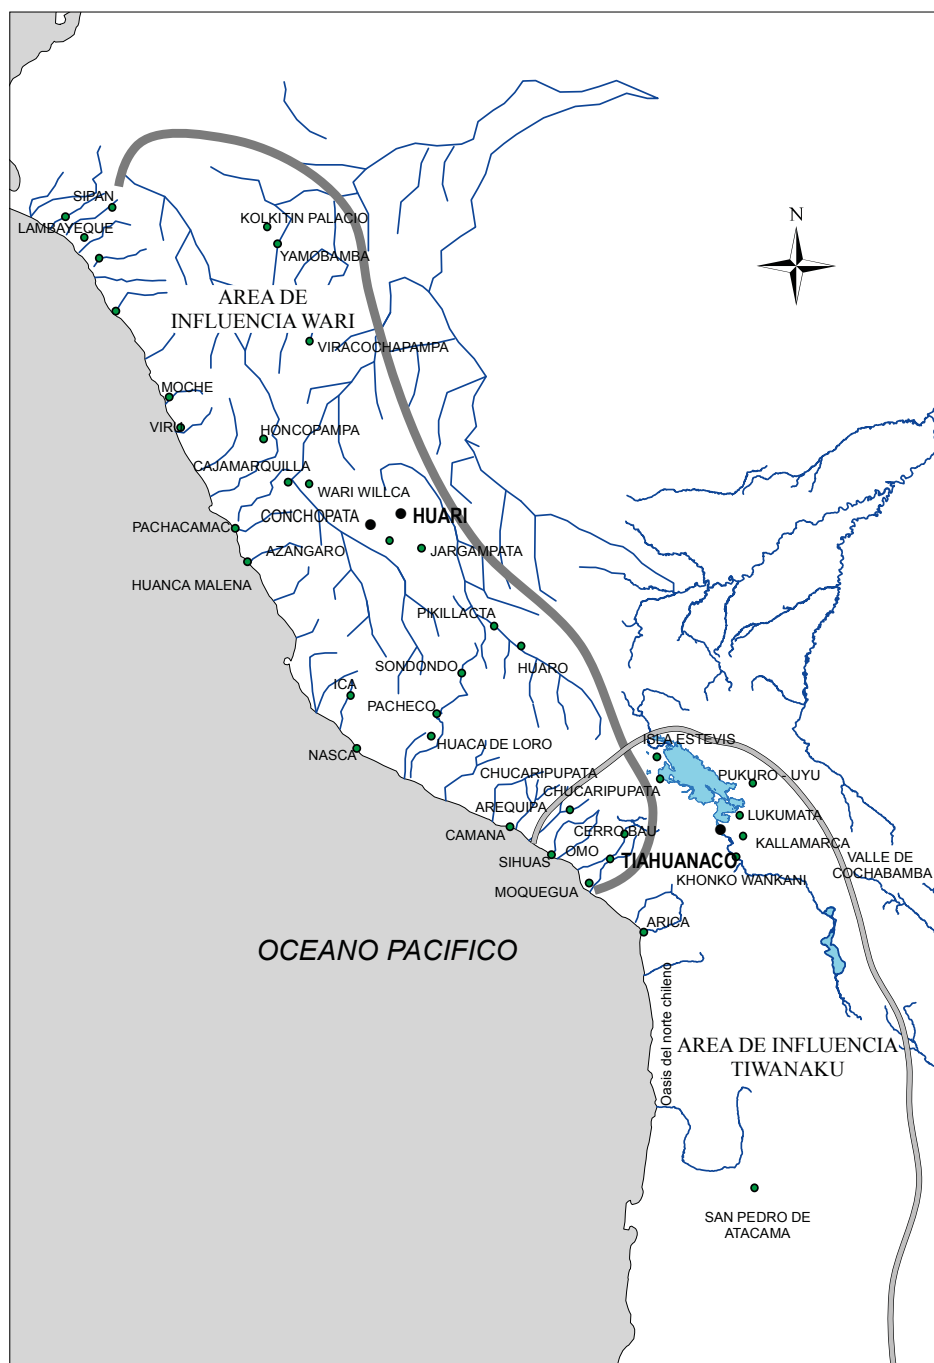 N
SIPAN
LAMBAYEQUE
KOLKITIN PALACIO
YAMOBAMBA
AREA DE
INFLUENCIA WARI
VIRACOCHAPAMPA
MOCHE
VIRU
HONCOPAMPA
CAJAMARQUILLA
WARI WILLCA
CONCHOPATA
HUARI
PACHACAMAC
AZANGARO
JARGAMPATA
HUANCA MALENA
PIKILLACTA
HUARO
SONDONDO
ICA
PACHECO
HUACA DE LORO
NASCA
ISLA ESTEVIS
CHUCARIPUPATA
PUKURO - UYU
CHUCARIPUPATA
AREQUIPA
LUKUMATA
CAMANA
CERRO BAU
KALLAMARCA
SIHUAS
OMO
TIAHUANACO
VALLE DE
COCHABAMBA
KHONKO WANKANI
MOQUEGUA
ARICA
OCEANO PACIFICO
Oasis del norte chileno
AREA DE INFLUENCIA
TIWANAKU
SAN PEDRO DE
ATACAMA